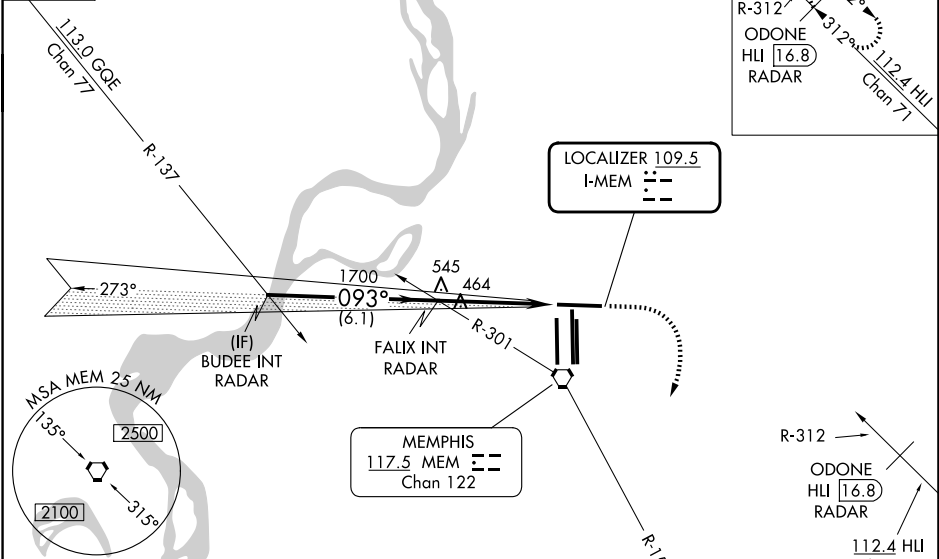 113.0 GQE
Chan 77
R-137
R-312
ODONE
HLI 16.8
RADAR
312°
112.4 HLI
Chan 71
LOCALIZER 109.5
I-MEM
273°
1700
093°
(6.1)
545
464
R-301
(IF)
BUDEE INT
RADAR
FALIX INT
RADAR
MSA MEM 25 NM
135°
2500
2100
315°
MEMPHIS
117.5 MEM
Chan 122
R-312
ODONE
HLI 16.8
RADAR
112.4 HLI